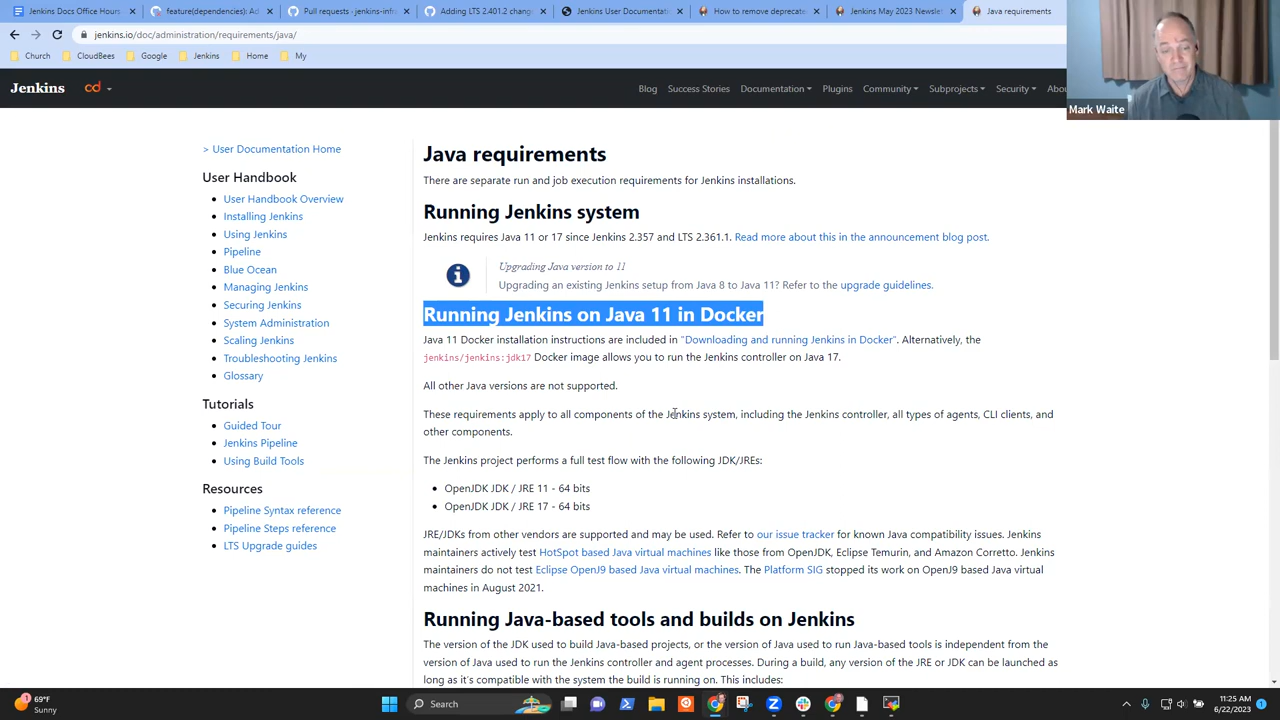 Jenkins Docs Office Hours
feature(dependencies): Ad
Pull requests · jenkins-infr
Adding LTS 2.401.2 change
Jenkins User Documentatio
How to remove deprecate
Jenkins May 2023 Newslett
Java requirements
jenkins.io/doc/administration/requirements/java/
Church
CloudBees
Google
Jenkins
Home
My
Jenkins
cd
Blog
Success Stories
Documentation
Plugins
Community
Subprojects
Security
Abou
Mark Waite
> User Documentation Home
User Handbook
User Handbook Overview
Installing Jenkins
Using Jenkins
Pipeline
Blue Ocean
Managing Jenkins
Securing Jenkins
System Administration
Scaling Jenkins
Troubleshooting Jenkins
Glossary
Tutorials
Guided Tour
Jenkins Pipeline
Using Build Tools
Resources
Pipeline Syntax reference
Pipeline Steps reference
LTS Upgrade guides
Java requirements
There are separate run and job execution requirements for Jenkins installations.
Running Jenkins system
Jenkins requires Java 11 or 17 since Jenkins 2.357 and LTS 2.361.1. Read more about this in the announcement blog post.
Upgrading Java version to 11
Upgrading an existing Jenkins setup from Java 8 to Java 11? Refer to the upgrade guidelines.
Running Jenkins on Java 11 in Docker
Java 11 Docker installation instructions are included in "Downloading and running Jenkins in Docker". Alternatively, the
jenkins/jenkins:jdk17 Docker image allows you to run the Jenkins controller on Java 17.
All other Java versions are not supported.
These requirements apply to all components of the Jenkins system, including the Jenkins controller, all types of agents, CLI clients, and
other components.
The Jenkins project performs a full test flow with the following JDK/JREs:
OpenJDK JDK / JRE 11 - 64 bits
OpenJDK JDK / JRE 17 - 64 bits
JRE/JDKs from other vendors are supported and may be used. Refer to our issue tracker for known Java compatibility issues. Jenkins
maintainers actively test HotSpot based Java virtual machines like those from OpenJDK, Eclipse Temurin, and Amazon Corretto. Jenkins
maintainers do not test Eclipse OpenJ9 based Java virtual machines. The Platform SIG stopped its work on OpenJ9 based Java virtual
machines in August 2021.
Running Java-based tools and builds on Jenkins
The version of the JDK used to build Java-based projects, or the version of Java used to run Java-based tools is independent from the
version of Java used to run the Jenkins controller and agent processes. During a build, any version of the JRE or JDK can be launched as
long as it's compatible with the system the build is running on. This includes:
69°F
Sunny
Search
11:25 AM
6/22/2023